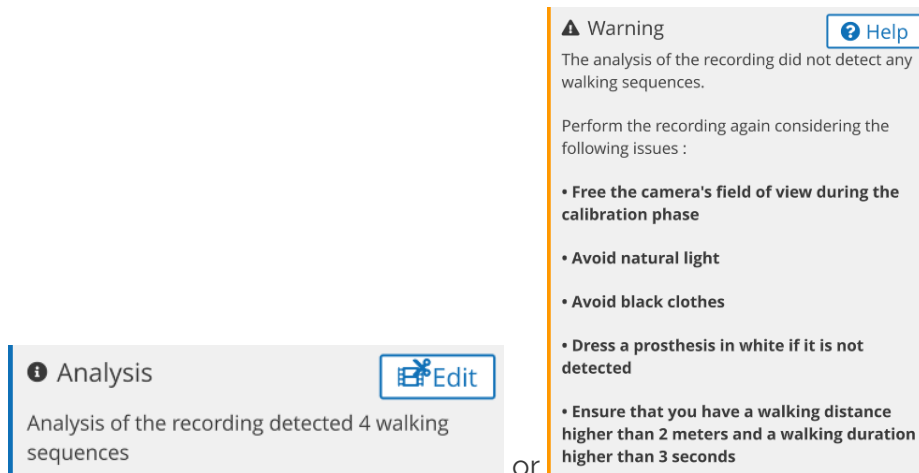 Analysis
Edit
Analysis of the recording detected 4 walking
sequences
or
Warning
Help
The analysis of the recording did not detect any
walking sequences.
Perform the recording again considering the
following issues :
• Free the camera's field of view during the
calibration phase
• Avoid natural light
• Avoid black clothes
• Dress a prosthesis in white if it is not
detected
• Ensure that you have a walking distance
higher than 2 meters and a walking duration
higher than 3 seconds